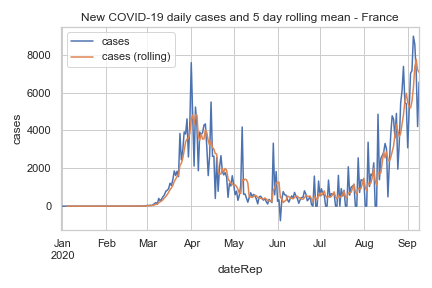 New COVID-19 daily cases and 5 day rolling mean - France
cases
cases (rolling)
8000
6000
4000
2000
0
cases
Jan Feb Mar Apr May Jun Jul Aug Sep
2020
dateRep